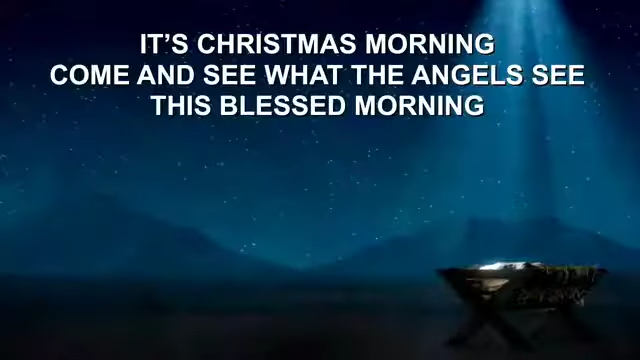 IT’S CHRISTMAS MORNING
COME AND SEE WHAT THE ANGELS SEE
THIS BLESSED MORNING